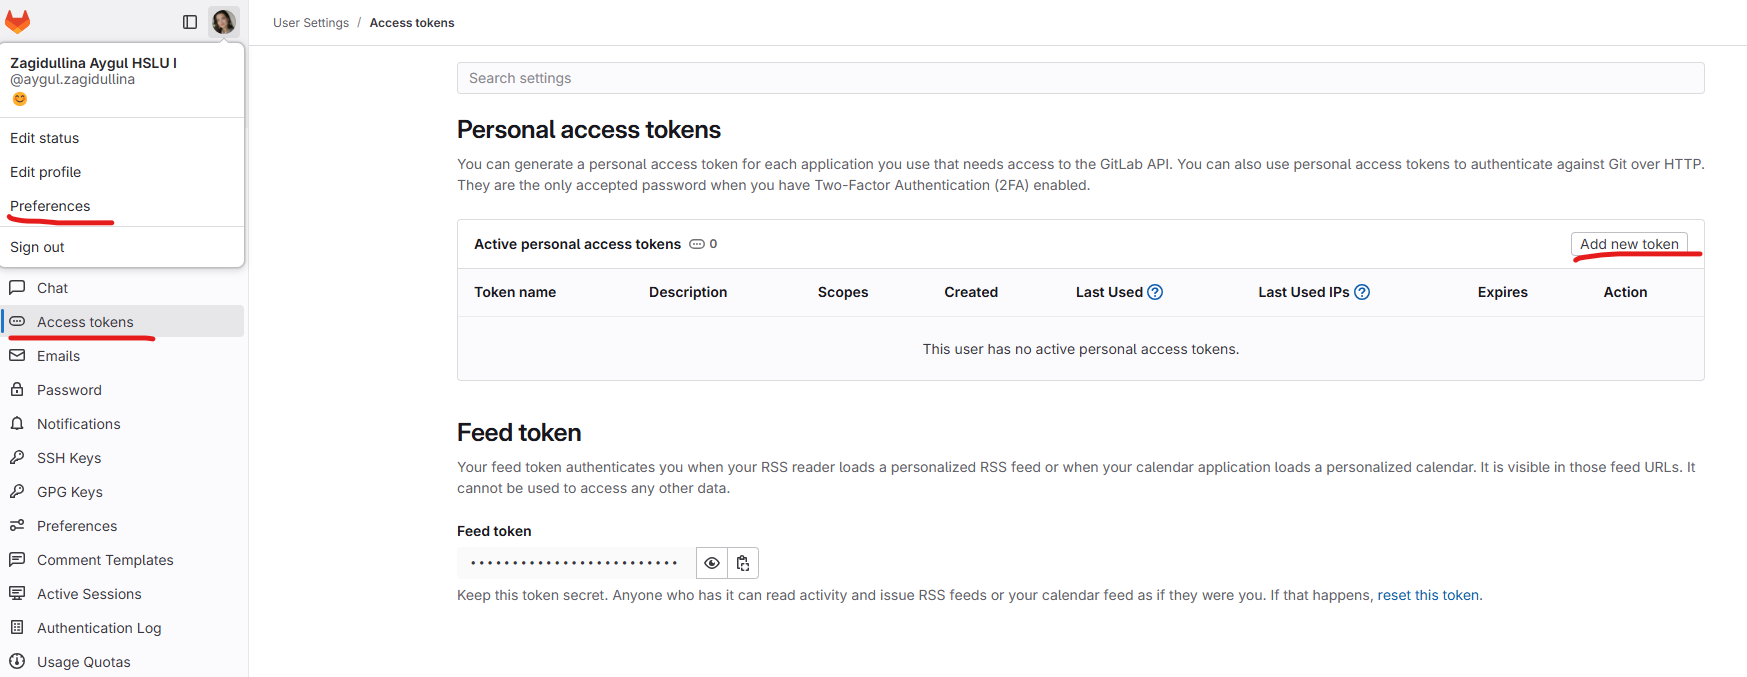 User Settings / Access tokens
Zagidullina Aygul HSLU I
@aygul.zagidullina
Edit status
Edit profile
Preferences
Sign out
Chat
Access tokens
Emails
Password
Notifications
SSH Keys
GPG Keys
Preferences
Comment Templates
Active Sessions
Authentication Log
Usage Quotas
Search settings
Personal access tokens
You can generate a personal access token for each application you use that needs access to the GitLab API. You can also use personal access tokens to authenticate against Git over HTTP.
They are the only accepted password when you have Two-Factor Authentication (2FA) enabled.
Active personal access tokens 0
Add new token
Token name Description Scopes Created Last Used ? Last Used IPs ? Expires Action
This user has no active personal access tokens.
Feed token
Your feed token authenticates you when your RSS reader loads a personalized RSS feed or when your calendar application loads a personalized calendar. It is visible in those feed URLs. It
cannot be used to access any other data.
Feed token
Keep this token secret. Anyone who has it can read activity and issue RSS feeds or your calendar feed as if they were you. If that happens, reset this token.